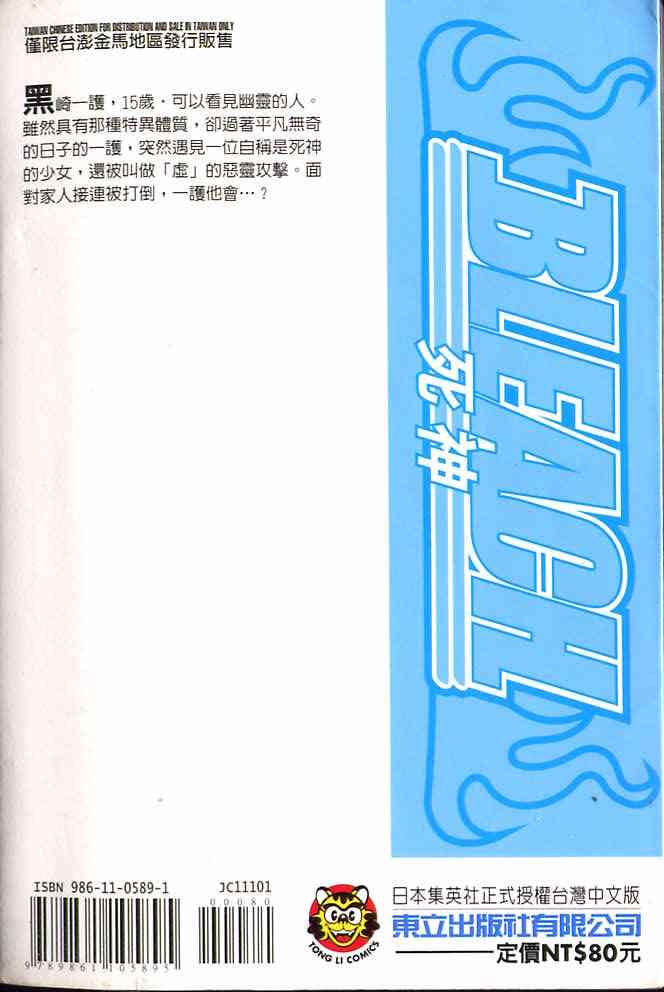 TAIWAN CHINESE EDITION FOR DISTRIBUTION AND SALE IN TAIWAN ONLY
僅限台澎金馬地區發行販售
黑崎一護，15歲・可以看見幽靈的人。
雖然具有那種特異體質，卻過著平凡無奇
的日子的一護，突然遇見一位自稱是死神
的少女，還被叫做「虛」的惡靈攻擊。面
對家人接連被打倒，一護他會…？
BLEACH
死神
ISBN 986-11-0589-1
9789861105895
JC11101
00080
TONG LI COMICS
日本集英社正式授權台灣中文版
東立出版社有限公司
定價NT$80元